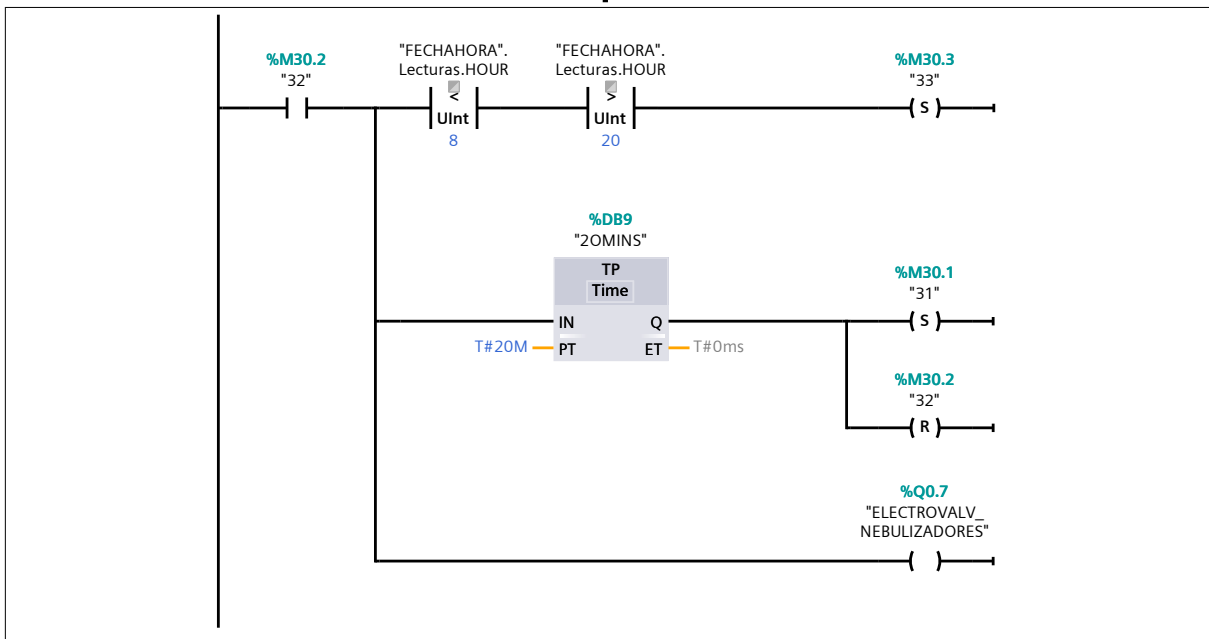 %M30.2
"32"
"FECHAHORA".
Lecturas.HOUR
<
UInt
8
"FECHAHORA".
Lecturas.HOUR
>
UInt
20
%M30.3
"33"
( S )
%DB9
"2OMINS"
TP
Time
IN Q
T#20M PT ET T#0ms
%M30.1
"31"
( S )
%M30.2
"32"
( R )
%Q0.7
"ELECTROVALV_
NEBULIZADORES"
( )